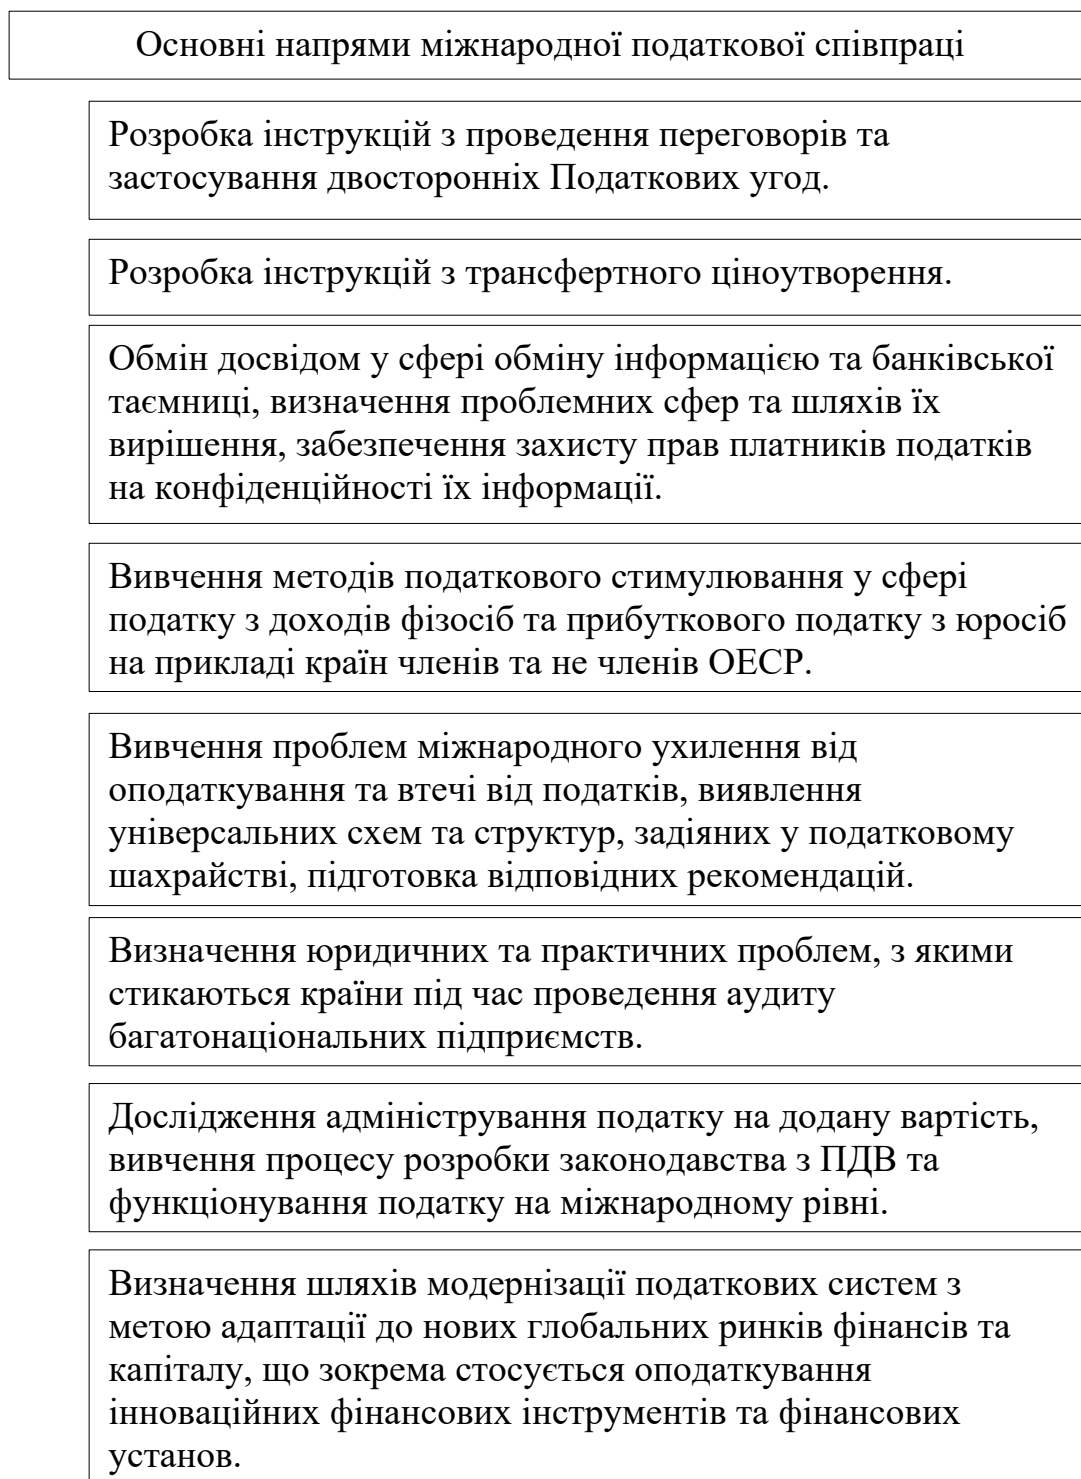 Основні напрями міжнародної податкової співпраці
Розробка інструкцій з проведення переговорів та
застосування двосторонніх Податкових угод.
Розробка інструкцій з трансфертного ціноутворення.
Обмін досвідом у сфері обміну інформацією та банківської
таємниці, визначення проблемних сфер та шляхів їх
вирішення, забезпечення захисту прав платників податків
на конфіденційності їх інформації.
Вивчення методів податкового стимулювання у сфері
податку з доходів фізосіб та прибуткового податку з юросіб
на прикладі країн членів та не членів ОЕСР.
Вивчення проблем міжнародного ухилення від
оподаткування та втечі від податків, виявлення
універсальних схем та структур, задіяних у податковому
шахрайстві, підготовка відповідних рекомендацій.
Визначення юридичних та практичних проблем, з якими
стикаються країни під час проведення аудиту
багатонаціональних підприємств.
Дослідження адміністрування податку на додану вартість,
вивчення процесу розробки законодавства з ПДВ та
функціонування податку на міжнародному рівні.
Визначення шляхів модернізації податкових систем з
метою адаптації до нових глобальних ринків фінансів та
капіталу, що зокрема стосується оподаткування
інноваційних фінансових інструментів та фінансових
установ.